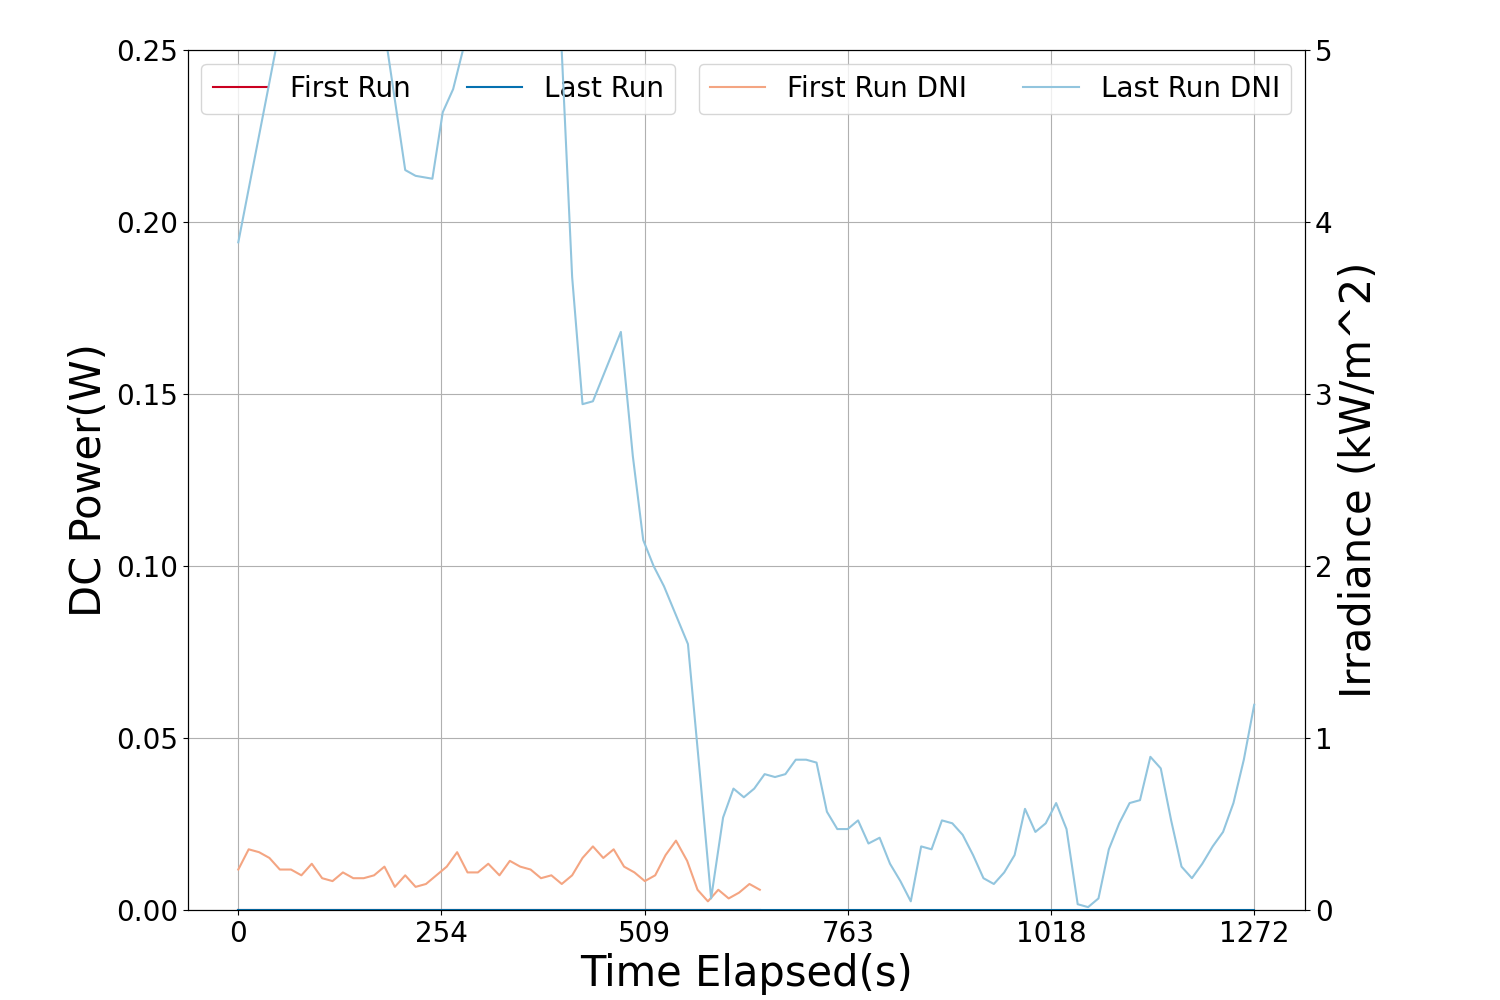 First Run
Last Run
First Run DNI
Last Run DNI
DC Power(W)
0.25
0.20
0.15
0.10
0.05
0.00
5
4
3
2
1
0
Irradiance (kW/m^2)
0 254 509 763 1018 1272
Time Elapsed(s)